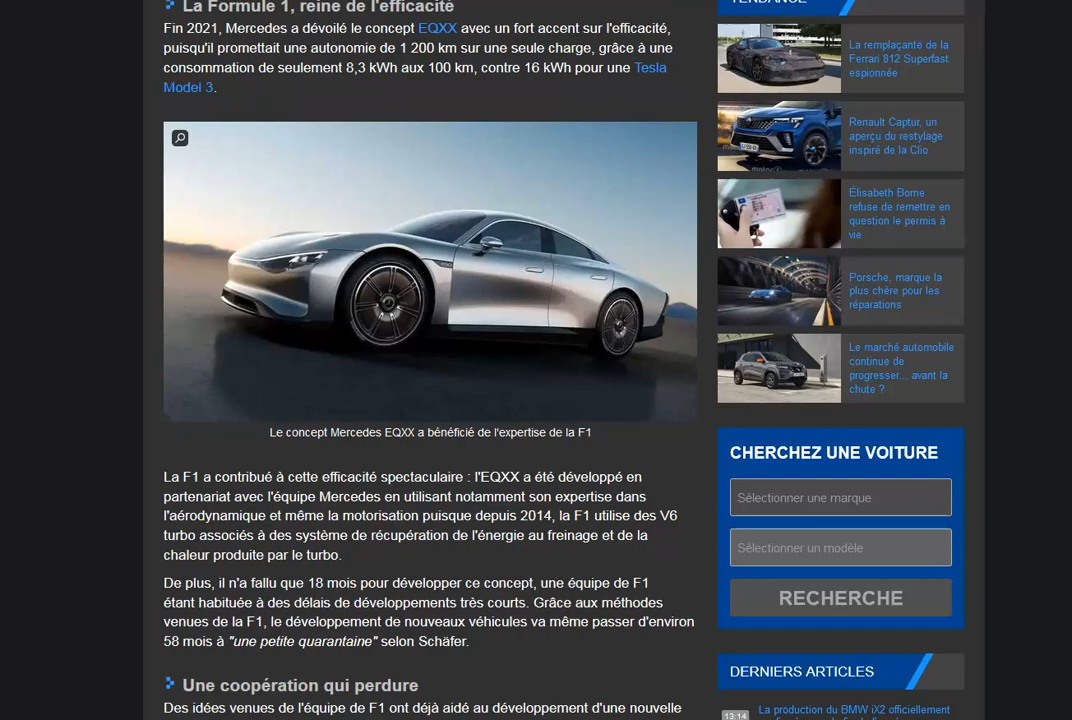 La Formule 1, reine de l'efficacité
Fin 2021, Mercedes a dévoilé le concept EQXX avec un fort accent sur l'efficacité,
puisqu'il promettait une autonomie de 1 200 km sur une seule charge, grâce à une
consommation de seulement 8,3 kWh aux 100 km, contre 16 kWh pour une Tesla
Model 3.
Le concept Mercedes EQXX a bénéficié de l'expertise de la F1
La F1 a contribué à cette efficacité spectaculaire : l'EQXX a été développé en
partenariat avec l'équipe Mercedes en utilisant notamment son expertise dans
l'aérodynamique et même la motorisation puisque depuis 2014, la F1 utilise des V6
turbo associés à des système de récupération de l'énergie au freinage et de la
chaleur produite par le turbo.
De plus, il n'a fallu que 18 mois pour développer ce concept, une équipe de F1
étant habituée à des délais de développements très courts. Grâce aux méthodes
venues de la F1, le développement de nouveaux véhicules va même passer d'environ
58 mois à "une petite quarantaine" selon Schäfer.
Une coopération qui perdure
Des idées venues de l'équipe de F1 ont déjà aidé au développement d'une nouvelle
TENDANCE
La remplaçante de la
Ferrari 812 Superfast
espionnée
Renault Captur, un
aperçu du restylage
inspiré de la Clio
Élisabeth Borne
refuse de remettre en
question le permis à
vie
Porsche, marque la
plus chère pour les
réparations
Le marché automobile
continue de
progresser... avant la
chute ?
CHERCHEZ UNE VOITURE
Sélectionner une marque
Sélectionner un modèle
RECHERCHE
DERNIERS ARTICLES
13:14
La production du BMW iX2 officiellement